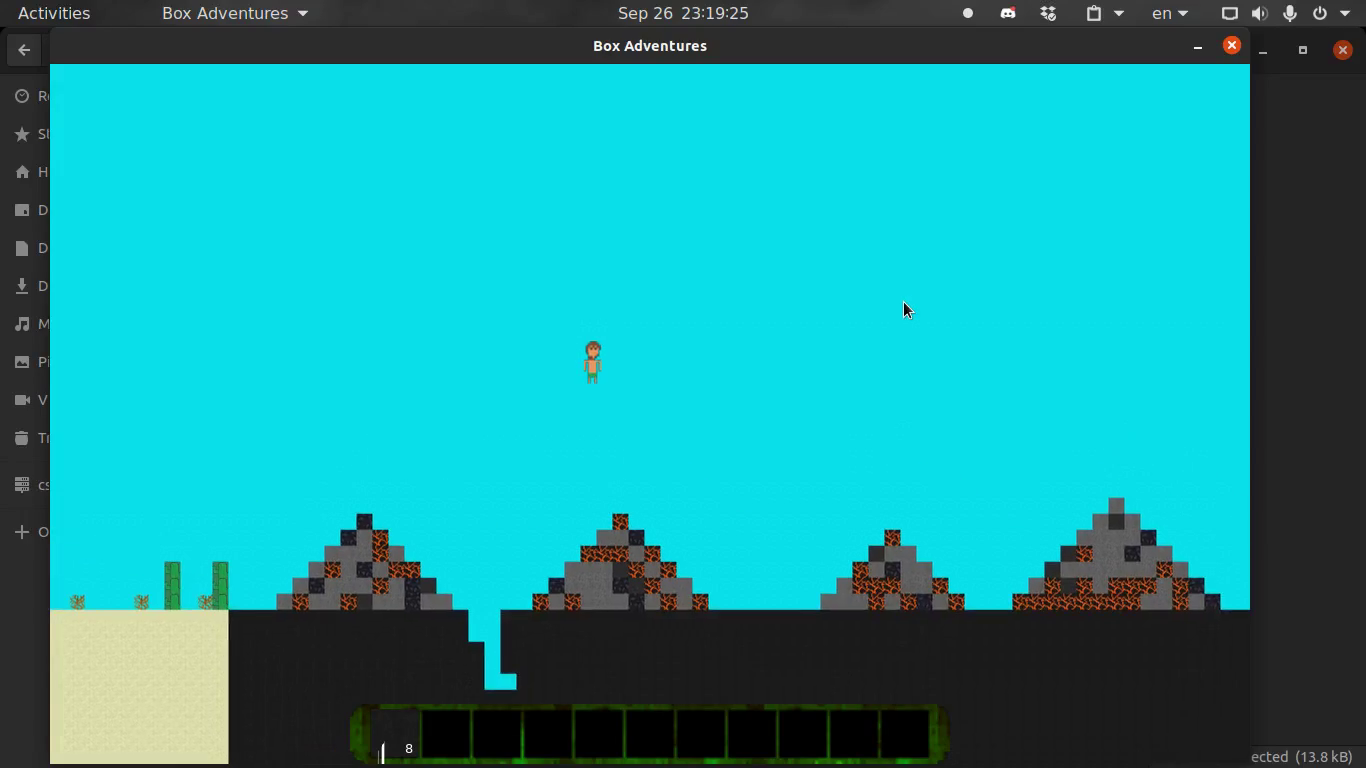 Activities
Box Adventures
Sep 26 23:19:25
en
Box Adventures
8
ected (13.8 kB)